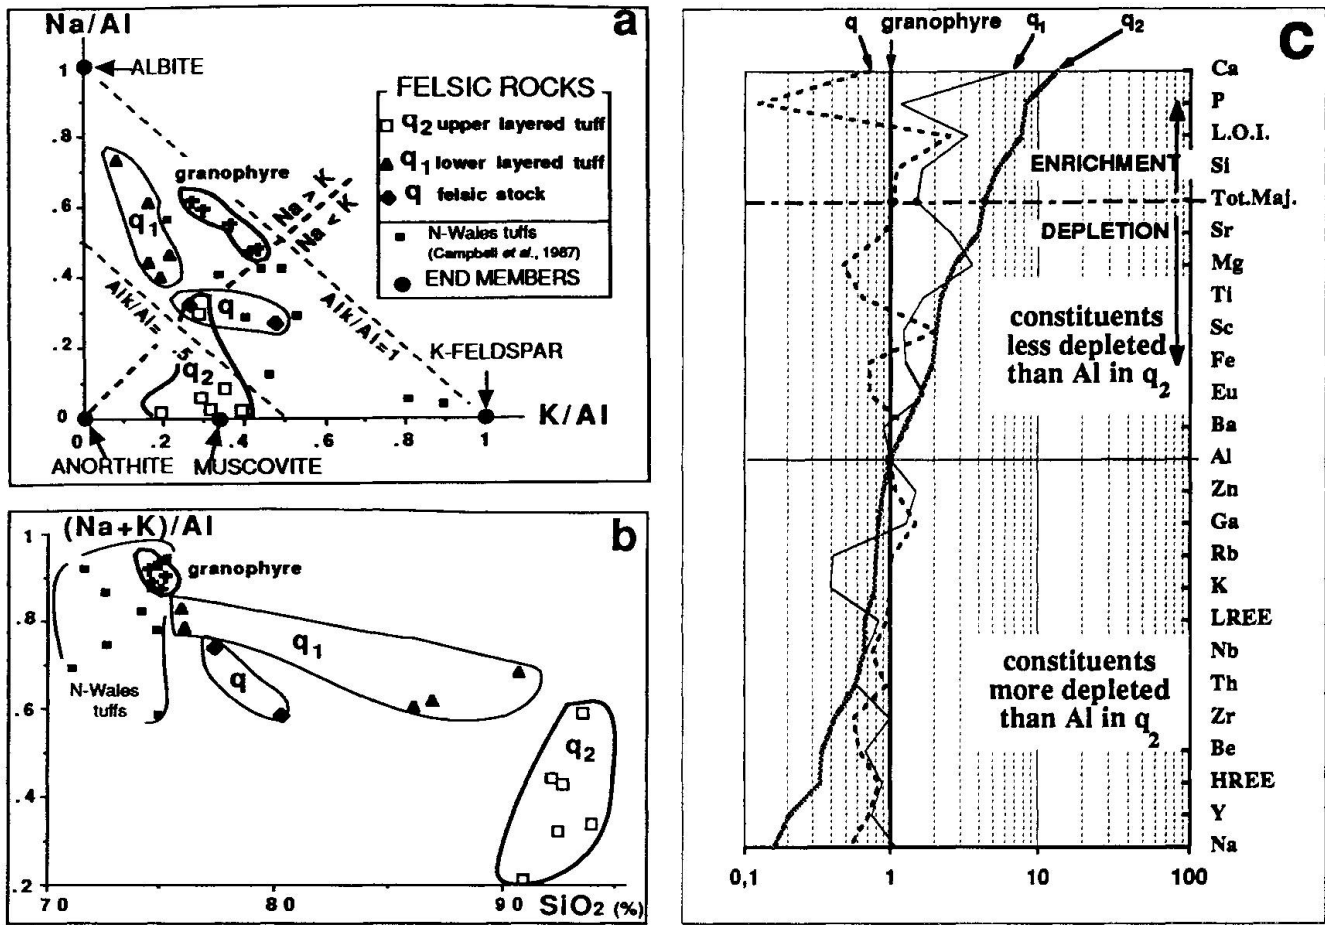 Na/Al
a
1
ALBITE
FELSIC ROCKS
q2 upper layered tuff
q1 lower layered tuff
q felsic stock
N-Wales tuffs
(Campbell et al., 1987)
END MEMBERS
.8
granophyre
Na > K
Na < K
.6
q1
.4
q
Alk/Al=
.5
Alk/Al=1
K-FELDSPAR
.2
q2
0
K/Al
0
.2
.4
.6
.8
1
ANORTHITE
MUSCOVITE
(Na+K)/Al
b
1
granophyre
.8
q1
q
N-Wales
tuffs
.6
q2
.4
.2
70
80
90
SiO2 (%)
c
q
granophyre
q1
q2
Ca
P
L.O.I.
ENRICHMENT
Si
Tot.Maj.
DEPLETION
Sr
Mg
Ti
constituents
less depleted
than Al in q2
Sc
Fe
Eu
Ba
Al
Zn
Ga
Rb
K
LREE
Nb
constituents
more depleted
than Al in q2
Th
Zr
Be
HREE
Y
Na
0,1
1
10
100